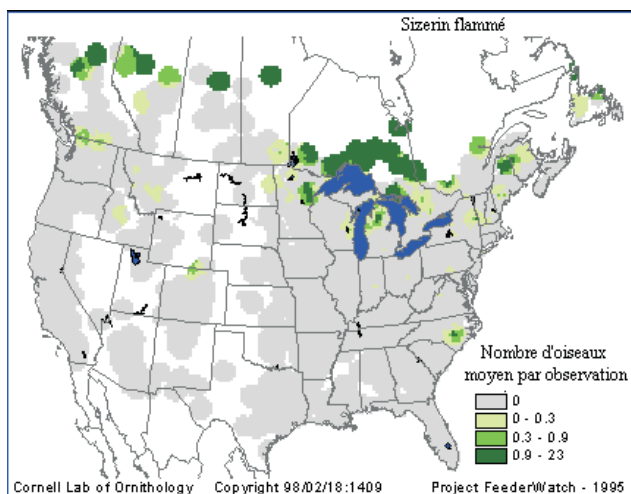 Sizerin flammé
Nombre d'oiseaux
moyen par observation
0
0 - 0.3
0.3 - 0.9
0.9 - 23
Cornell Lab of Ornithology Copyright 98/02/18:1409 Project FeederWatch - 1995